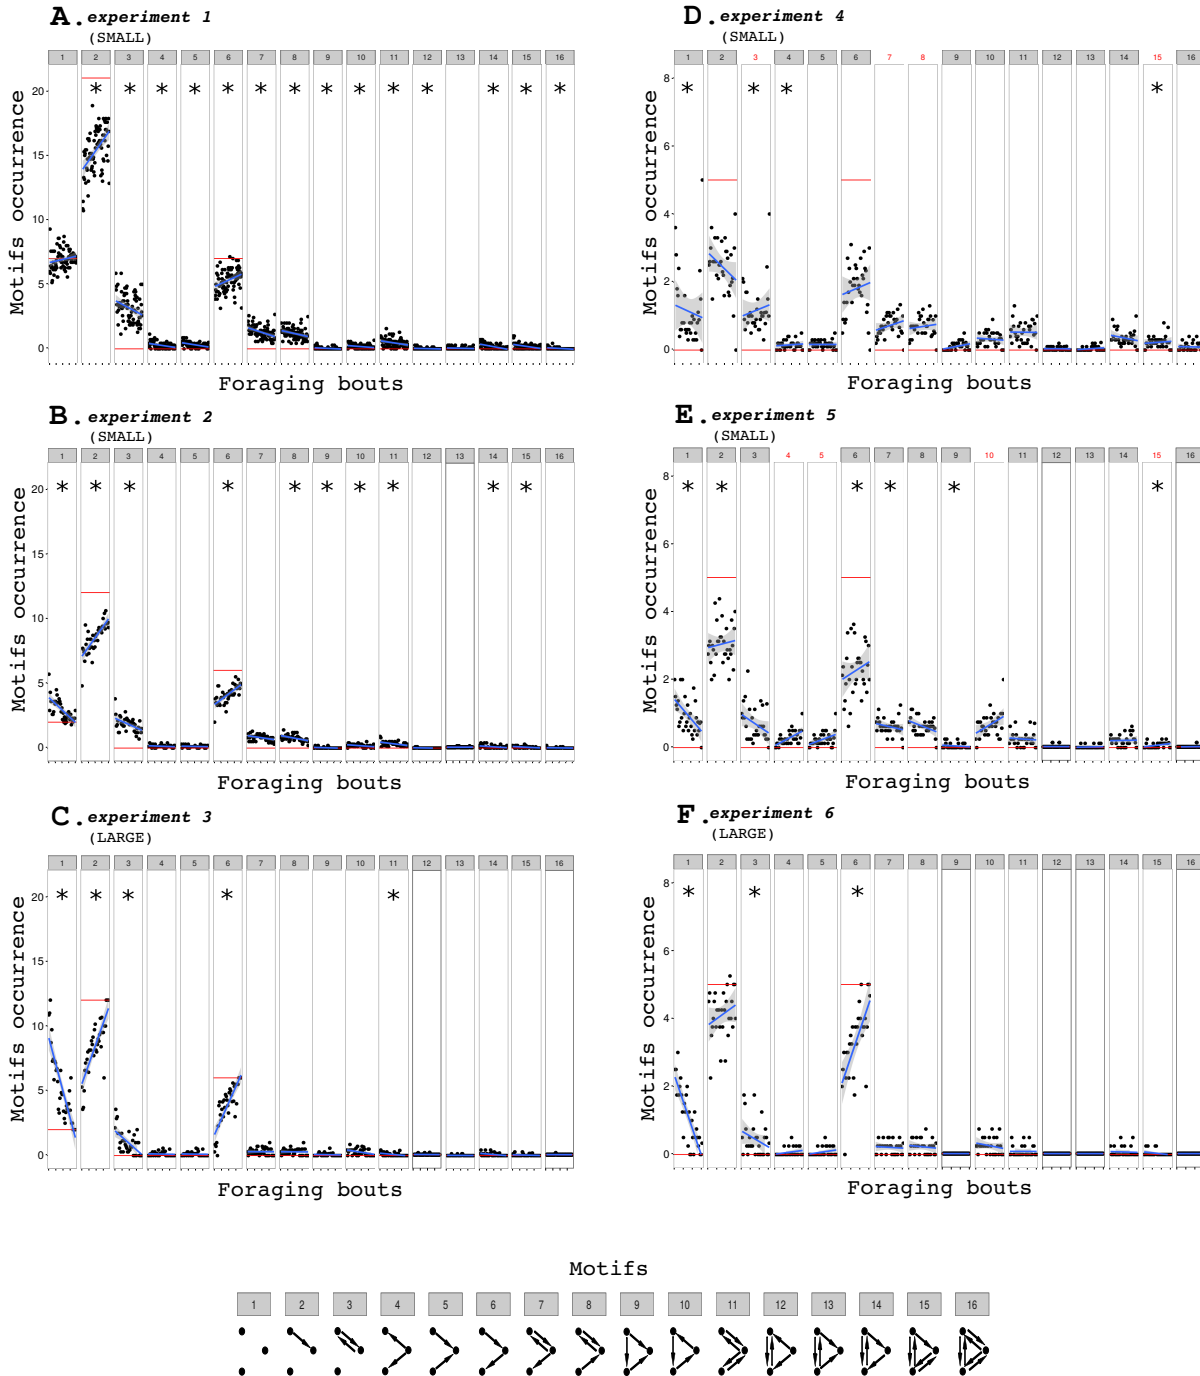 A. experiment 1
(SMALL)
1 2 3 4 5 6 7 8 9 10 11 12 13 14 15 16
* * * * * * * * * * * * * *
20
15
10
5
0
Motifs occurrence
Foraging bouts
B. experiment 2
(SMALL)
1 2 3 4 5 6 7 8 9 10 11 12 13 14 15 16
* * * * * * * * * *
20
15
10
5
0
Motifs occurrence
Foraging bouts
C. experiment 3
(LARGE)
1 2 3 4 5 6 7 8 9 10 11 12 13 14 15 16
* * * * *
20
15
10
5
0
Motifs occurrence
Foraging bouts
D. experiment 4
(SMALL)
1 2 3 4 5 6 7 8 9 10 11 12 13 14 15 16
* * * *
8
6
4
2
0
Motifs occurrence
Foraging bouts
E. experiment 5
(SMALL)
1 2 3 4 5 6 7 8 9 10 11 12 13 14 15 16
* * * * * *
8
6
4
2
0
Motifs occurrence
Foraging bouts
F. experiment 6
(LARGE)
1 2 3 4 5 6 7 8 9 10 11 12 13 14 15 16
* * *
8
6
4
2
0
Motifs occurrence
Foraging bouts
Motifs
1 2 3 4 5 6 7 8 9 10 11 12 13 14 15 16